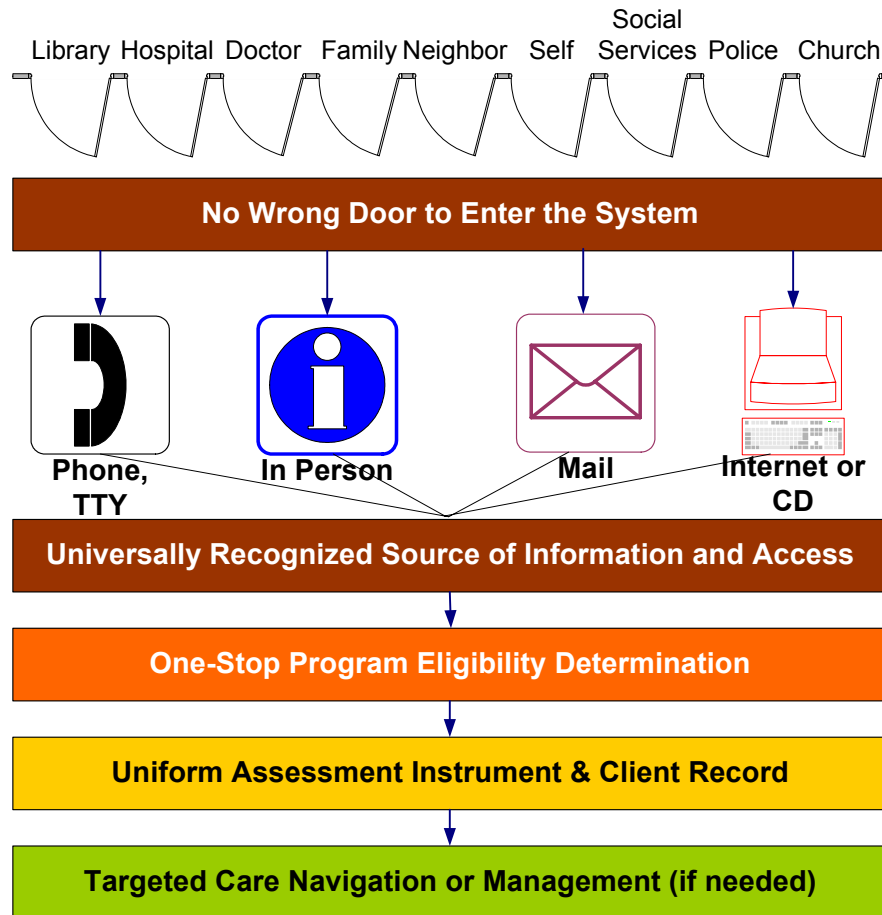 Social
Library Hospital Doctor Family Neighbor Self Services Police Church
No Wrong Door to Enter the System
Phone, TTY
In Person
Mail
Internet or CD
Universally Recognized Source of Information and Access
One-Stop Program Eligibility Determination
Uniform Assessment Instrument & Client Record
Targeted Care Navigation or Management (if needed)